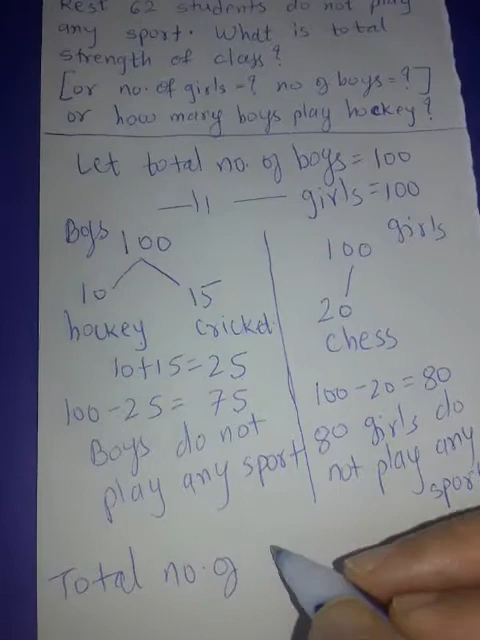 Rest 62 students do not play
any sport. What is total
strength of class?
[or no. of girls =? no of boys = ?]
or how many boys play hockey?
Let total no. of boys = 100
—11— girls = 100
Boys 100
10 15
hockey cricket
10+15=25
100-25= 75
Boys do not
play any sport
100 girls
20
chess
100-20=80
80 girls do
not play any
sport
Total no. of